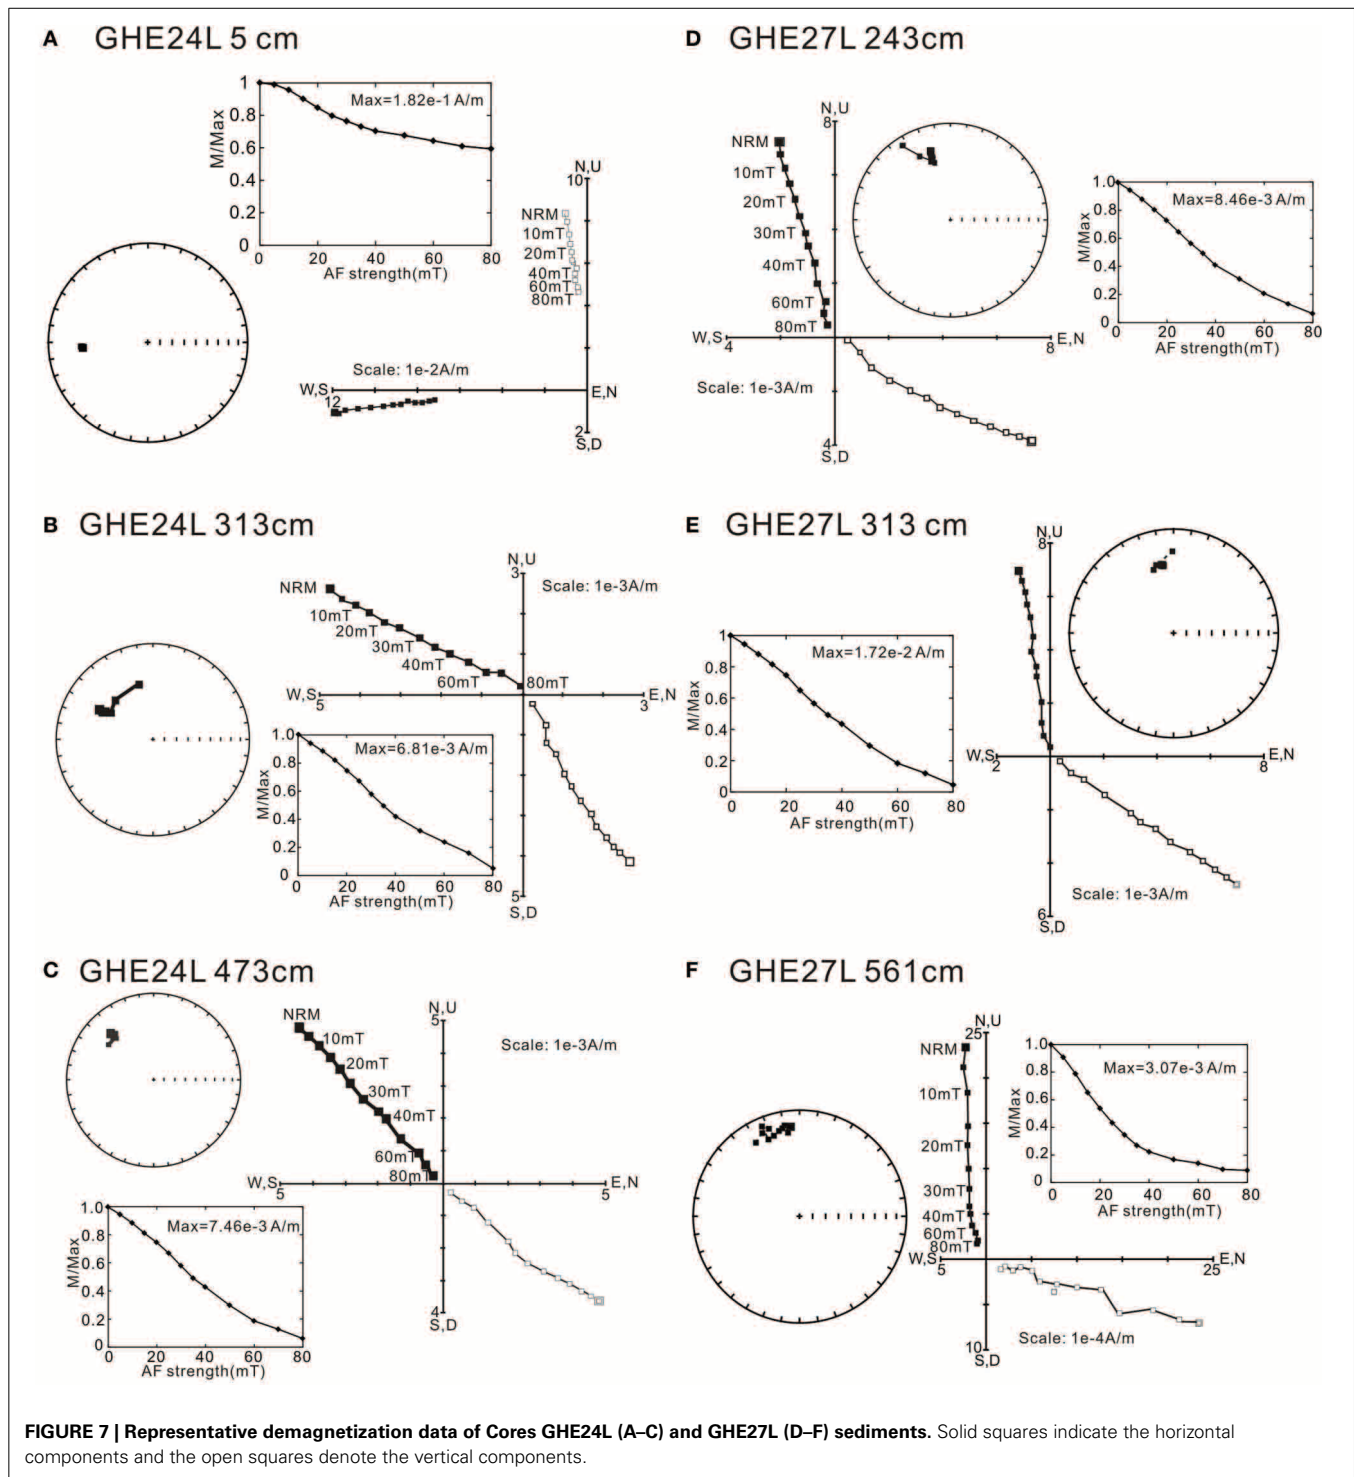 A GHE24L 5 cm
Max=1.82e-1 A/m
M/Max
1
0.8
0.6
0.4
0.2
0
0 20 40 60 80
AF strength(mT)
N,U
10
NRM
10mT
20mT
40mT
60mT
80mT
Scale: 1e-2A/m
W,S
12
E,N
2
S,D
B GHE24L 313cm
N,U
3
Scale: 1e-3A/m
NRM
10mT
20mT
30mT
40mT
60mT
80mT
W,S
5
E,N
3
5
S,D
Max=6.81e-3 A/m
M/Max
1.0
0.8
0.6
0.4
0.2
0
0 20 40 60 80
AF strength(mT)
C GHE24L 473cm
N,U
5
Scale: 1e-3A/m
NRM
10mT
20mT
30mT
40mT
60mT
80mT
W,S
5
5
E,N
4
S,D
Max=7.46e-3 A/m
M/Max
1.0
0.8
0.6
0.4
0.2
0
0 20 40 60 80
AF strength(mT)
D GHE27L 243cm
N,U
8
NRM
10mT
20mT
30mT
40mT
60mT
80mT
W,S
4
E,N
8
Scale: 1e-3A/m
4
S,D
Max=8.46e-3 A/m
M/Max
1.0
0.8
0.6
0.4
0.2
0
0 20 40 60 80
AF strength(mT)
E GHE27L 313 cm
N,U
8
W,S
2
E,N
8
Scale: 1e-3A/m
6
S,D
Max=1.72e-2 A/m
M/Max
1
0.8
0.6
0.4
0.2
0
0 20 40 60 80
AF strength(mT)
F GHE27L 561cm
N,U
25
NRM
10mT
20mT
30mT
40mT
60mT
80mT
W,S
5
25
E,N
Scale: 1e-4A/m
10
S,D
Max=3.07e-3 A/m
M/Max
1.0
0.8
0.6
0.4
0.2
0
0 20 40 60 80
AF strength(mT)
FIGURE 7 | Representative demagnetization data of Cores GHE24L (A–C) and GHE27L (D–F) sediments. Solid squares indicate the horizontal
components and the open squares denote the vertical components.